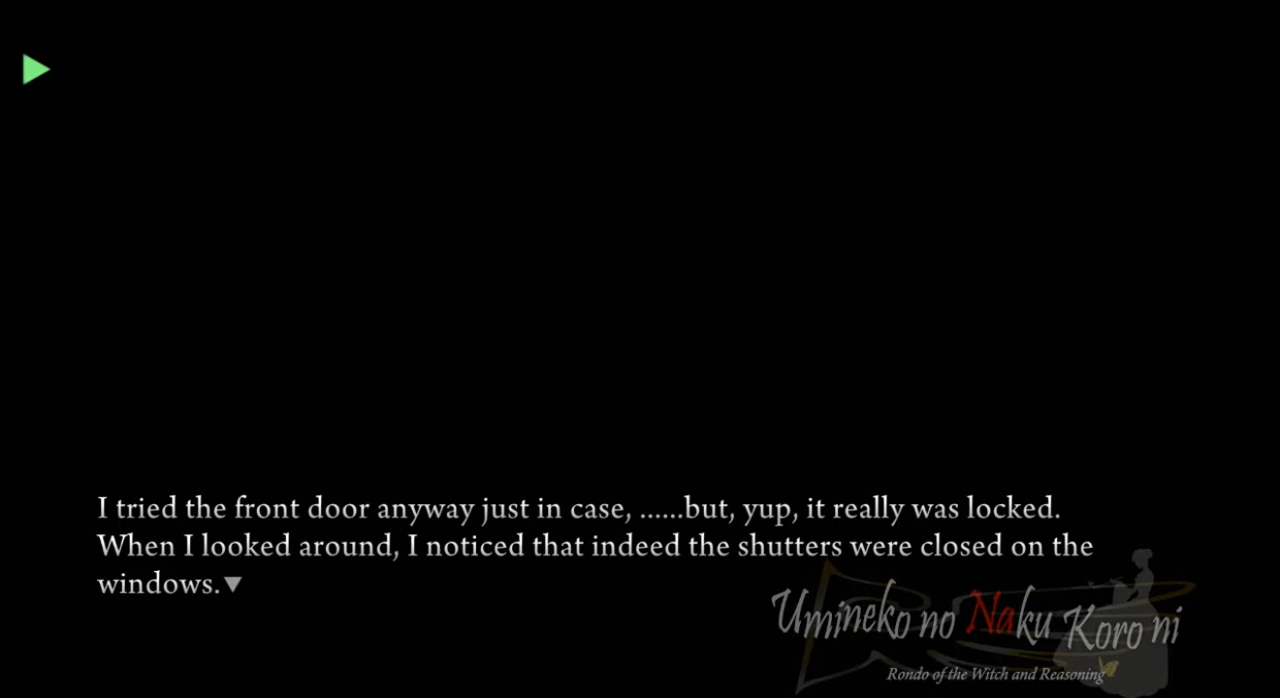 I tried the front door anyway just in case, ......but, yup, it really was locked.
When I looked around, I noticed that indeed the shutters were closed on the
windows.
Umineko no Naku Koro ni
Rondo of the Witch and Reasoning